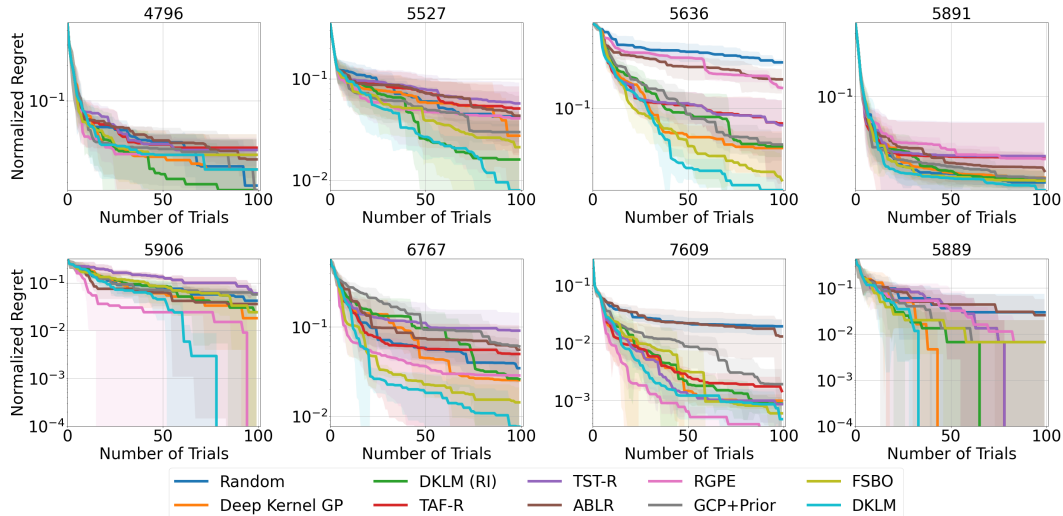 4796 5527 5636 5891
Normalized Regret
10⁻¹ 10⁻¹ 10⁻² 10⁻¹ 10⁻¹
0 50 100 0 50 100 0 50 100 0 50 100
Number of Trials Number of Trials Number of Trials Number of Trials
5906 6767 7609 5889
Normalized Regret
10⁻¹ 10⁻¹ 10⁻¹ 10⁻¹
10⁻² 10⁻² 10⁻² 10⁻²
10⁻³ 10⁻³ 10⁻³
10⁻⁴ 10⁻⁴
0 50 100 0 50 100 0 50 100 0 50 100
Number of Trials Number of Trials Number of Trials Number of Trials
Random DKLM (RI) TST-R RGPE FSBO
Deep Kernel GP TAF-R ABLR GCP+Prior DKLM